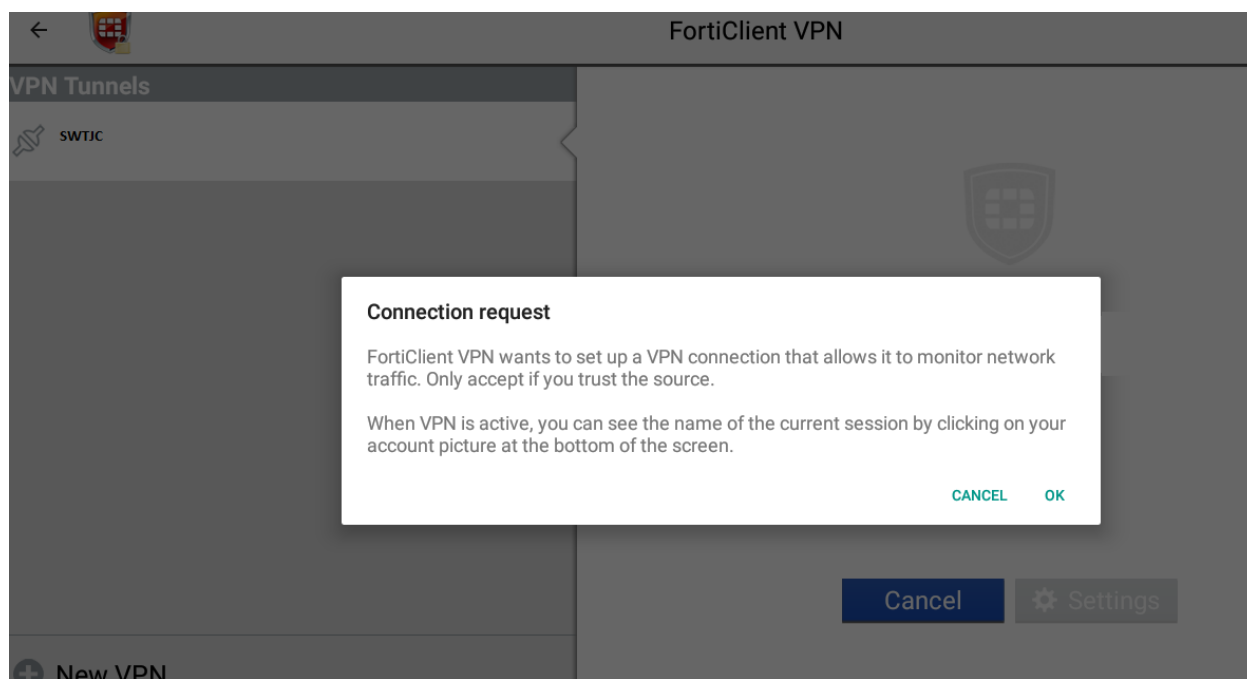 FortiClient VPN
VPN Tunnels
SWTJC
Connection request
FortiClient VPN wants to set up a VPN connection that allows it to monitor network
traffic. Only accept if you trust the source.
When VPN is active, you can see the name of the current session by clicking on your
account picture at the bottom of the screen.
CANCEL OK
Cancel Settings
New VPN